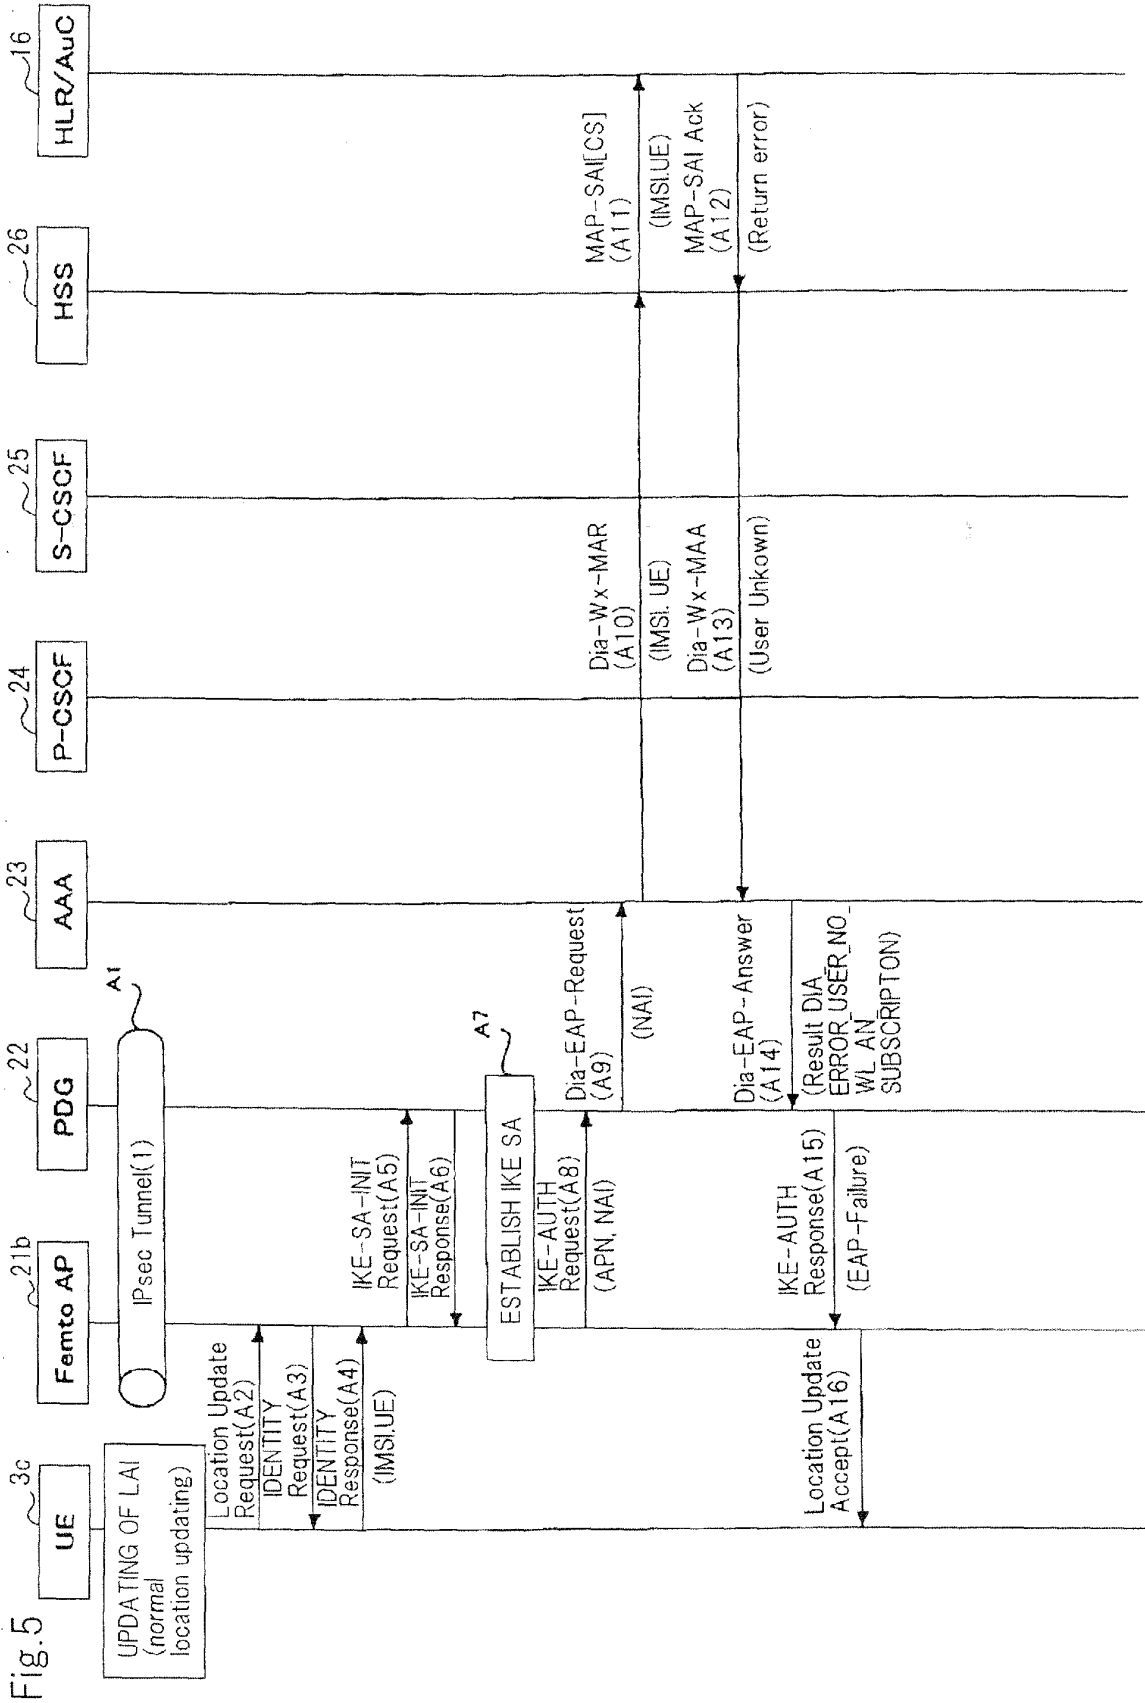 Fig.5
3c
UE
21b
Femto AP
22
PDG
23
AAA
24
P-CSCF
25
S-CSCF
26
HSS
16
HLR/AuC
UPDATING OF LAI
(normal
location updating)
IPsec Tunnel(1)
A1
Location Update
Request(A2)
IDENTITY
Request(A3)
IDENTITY
Response(A4)
(IMSI.UE)
IKE-SA-INIT
Request(A5)
IKE-SA-INIT
Response(A6)
ESTABLISH IKE SA
A7
IKE-AUTH
Request(A8)
(APN, NAI)
Dia-EAP-Request
(A9)
(NAI)
Dia-Wx-MAR
(A10)
(IMSI. UE)
MAP-SAI[CS]
(A11)
(IMSI.UE)
MAP-SAI Ack
(A12)
(Return error)
Dia-Wx-MAA
(A13)
(User Unkown)
Dia-EAP-Answer
(A14)
(Result DIA_
ERROR_USER_NO_
WLAN_
SUBSCRIPTON)
IKE-AUTH
Response(A15)
(EAP-Failure)
Location Update
Accept(A16)